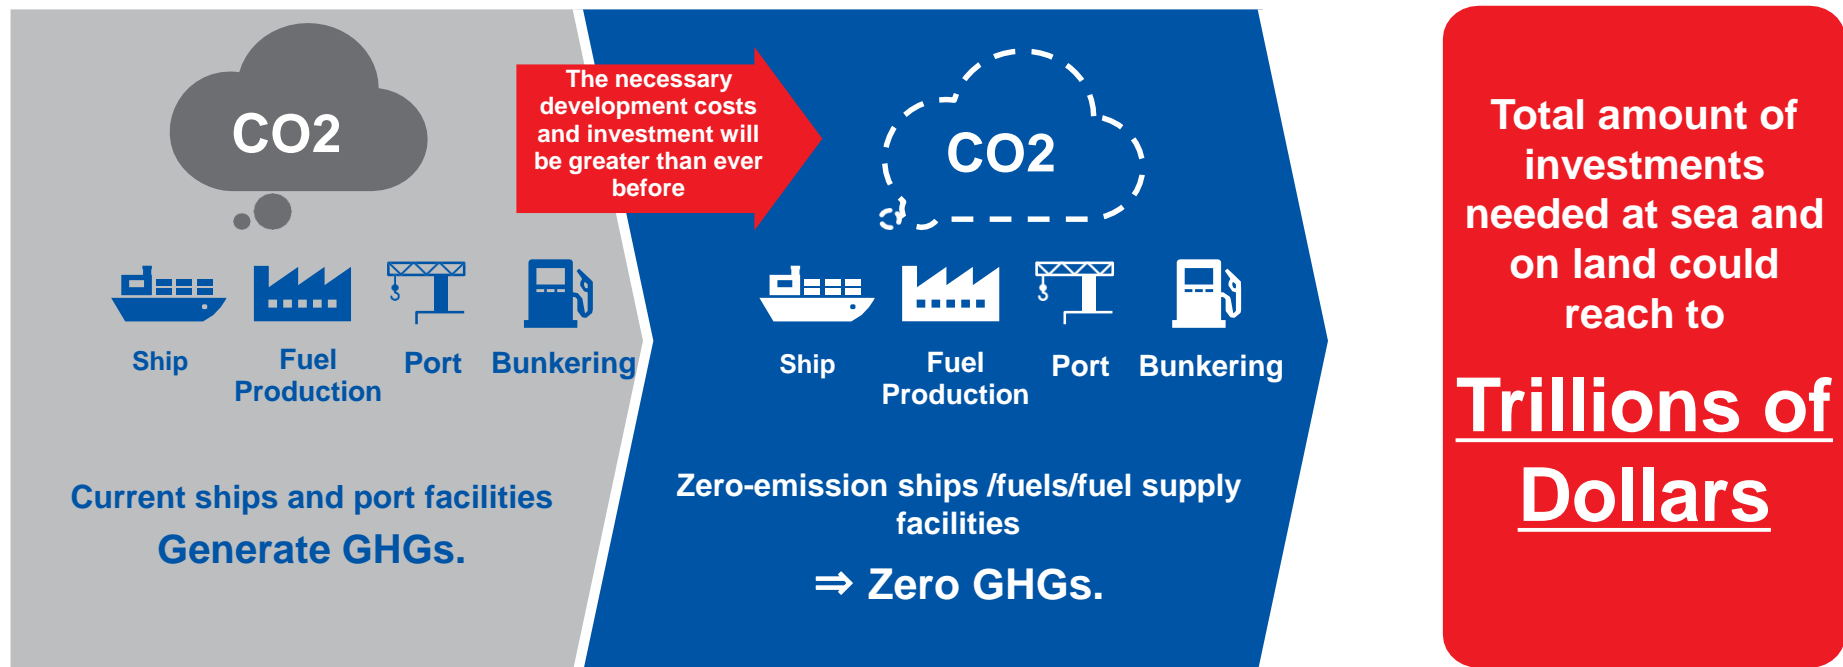 CO2
The necessary
development costs
and investment will
be greater than ever
before
CO2
Ship
Fuel
Production
Port
Bunkering
Ship
Fuel
Production
Port
Bunkering
Current ships and port facilities
Generate GHGs.
Zero-emission ships /fuels/fuel supply
facilities
⇒ Zero GHGs.
Total amount of
investments
needed at sea and
on land could
reach to
Trillions of
Dollars